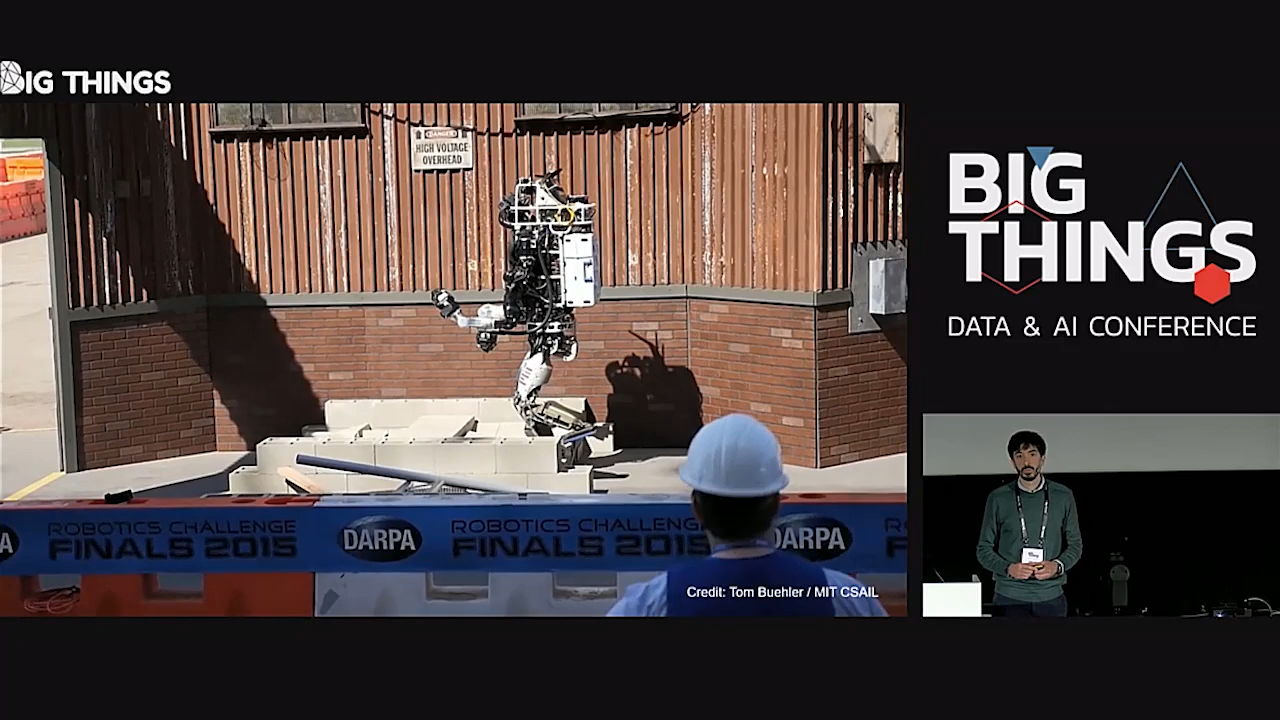 BIG THINGS
DANGER
HIGH VOLTAGE
OVERHEAD
BIG
THINGS
DATA & AI CONFERENCE
ROBOTICS CHALLENGE
FINALS 2015
DARPA
ROBOTICS CHALLENGE
FINALS 2015
DARPA
Credit: Tom Buehler / MIT CSAIL